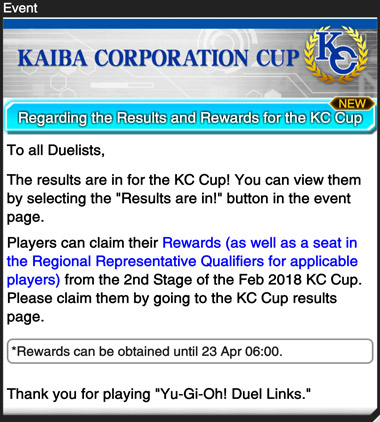 Event
KAIBA CORPORATION CUP
KC
NEW
Regarding the Results and Rewards for the KC Cup
To all Duelists,
The results are in for the KC Cup! You can view them
by selecting the "Results are in!" button in the event
page.
Players can claim their Rewards (as well as a seat in
the Regional Representative Qualifiers for applicable
players) from the 2nd Stage of the Feb 2018 KC Cup.
Please claim them by going to the KC Cup results
page.
*Rewards can be obtained until 23 Apr 06:00.
Thank you for playing "Yu-Gi-Oh! Duel Links."